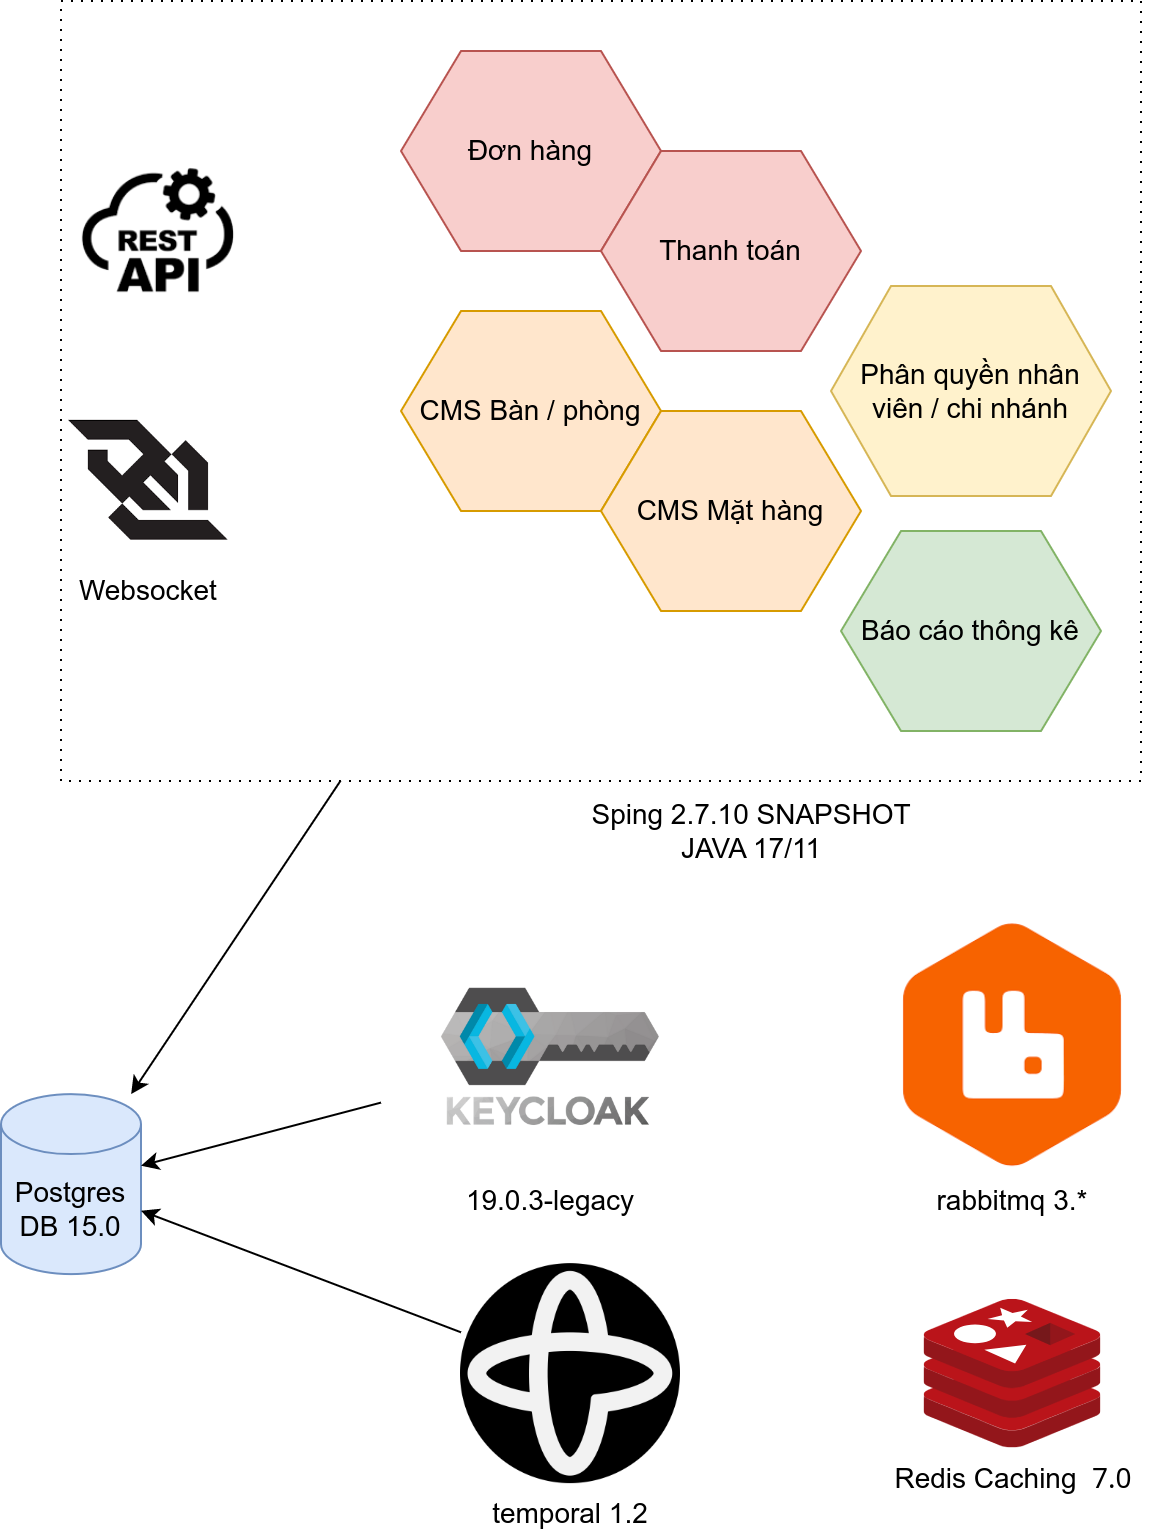 Đơn hàng
Thanh toán
REST
API
Phân quyền nhân
viên / chi nhánh
CMS Bàn / phòng
CMS Mặt hàng
Websocket
Báo cáo thông kê
Sping 2.7.10 SNAPSHOT
JAVA 17/11
KEYCLOAK
Postgres
DB 15.0
19.0.3-legacy
rabbitmq 3.*
Redis Caching  7.0
temporal 1.2